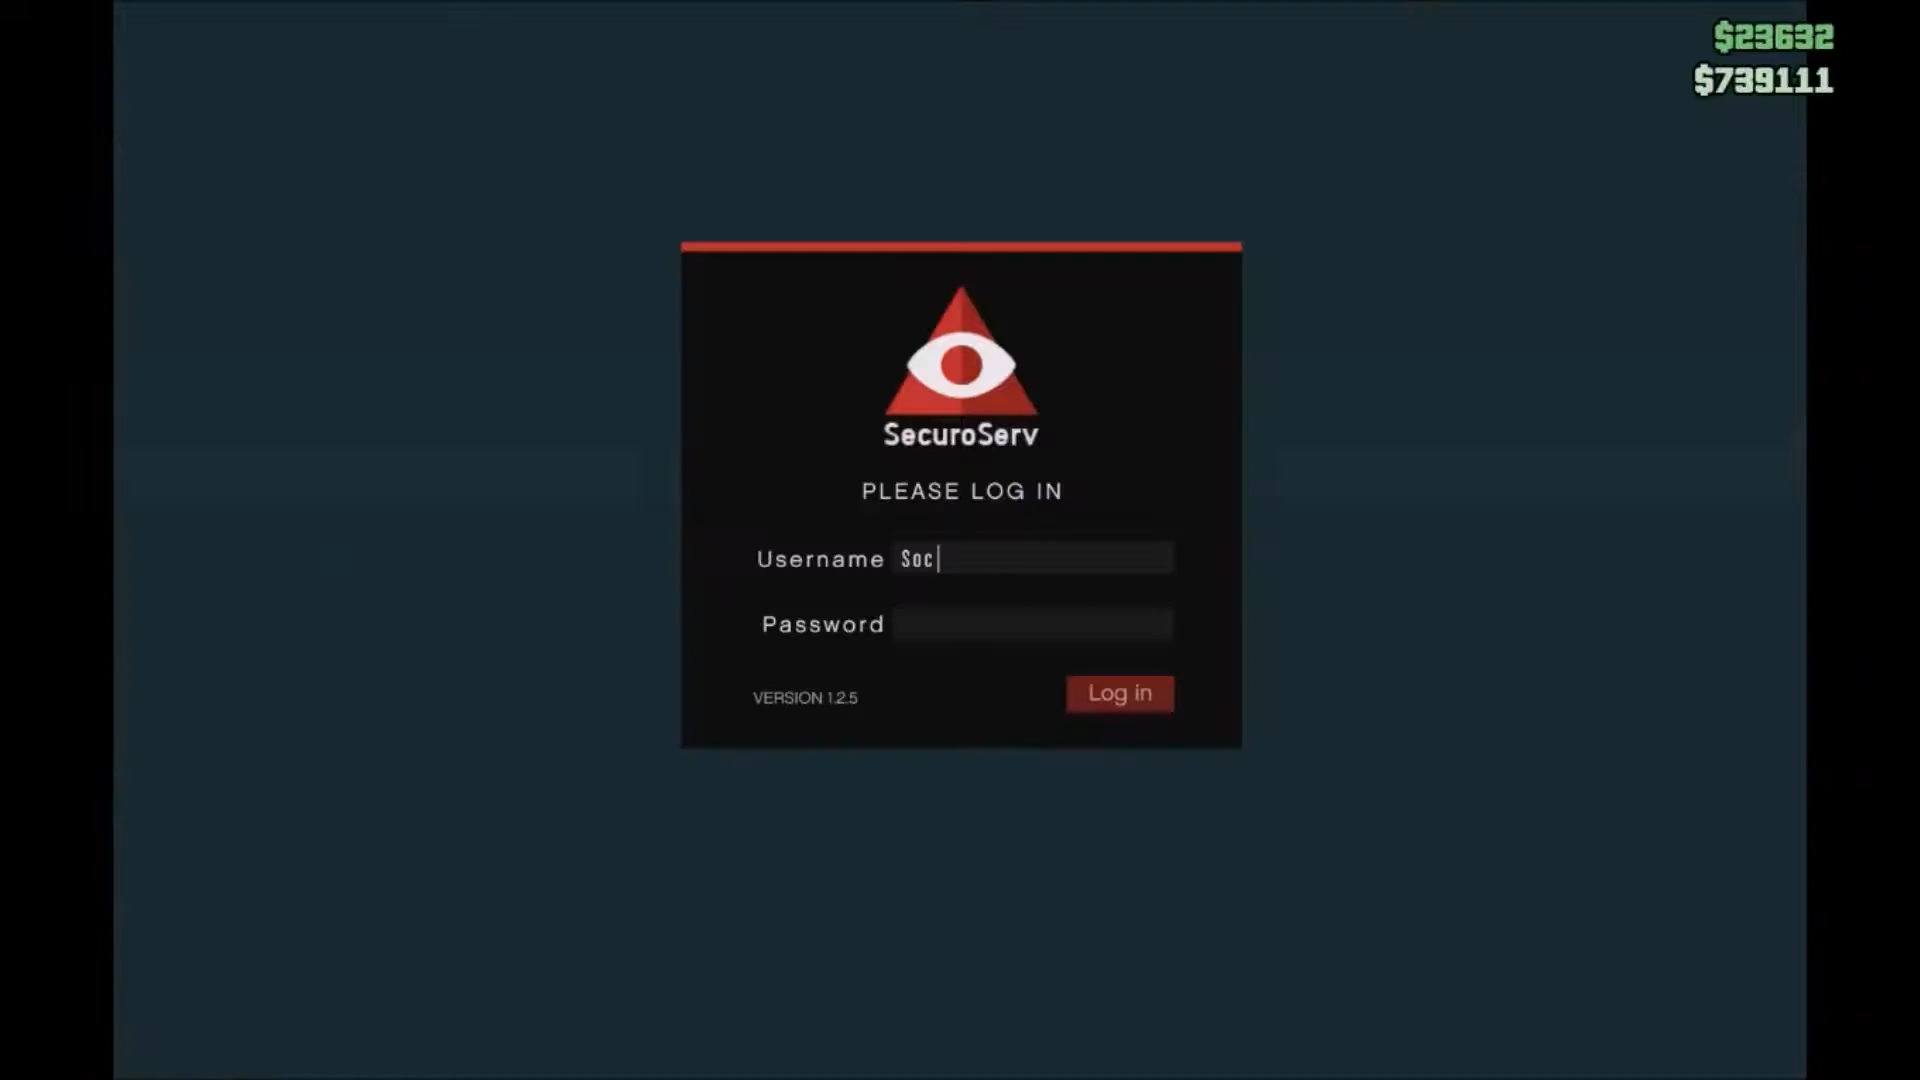 $23632
$739111
SecuroServ
PLEASE LOG IN
Username Soc
Password
VERSION 1.2.5
Log in